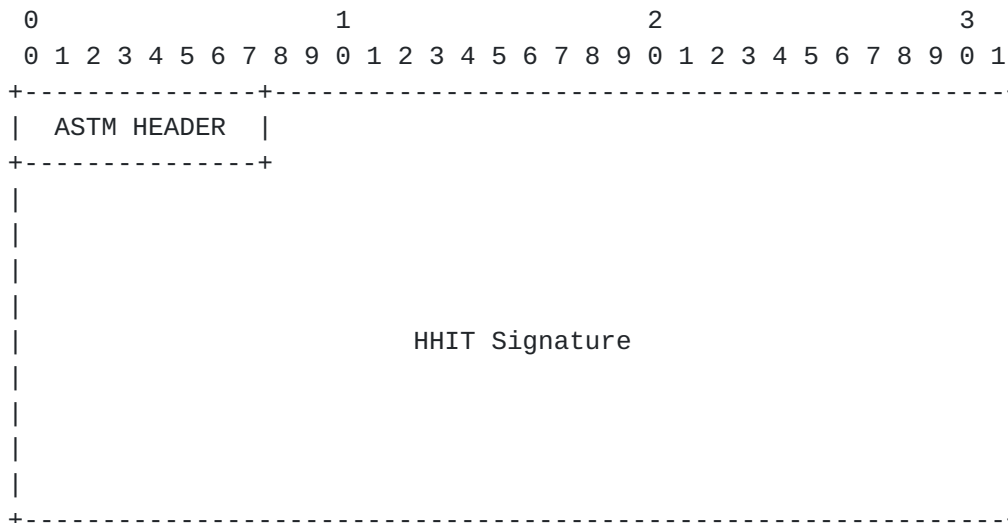 0                   1                   2                   3
 0 1 2 3 4 5 6 7 8 9 0 1 2 3 4 5 6 7 8 9 0 1 2 3 4 5 6 7 8 9 0 1
+---------------+-----------------------------------------------
|  ASTM HEADER  |
+---------------+
|
|
|
|
|                         HHIT Signature
|
|
|
|
+---------------------------------------------------------------